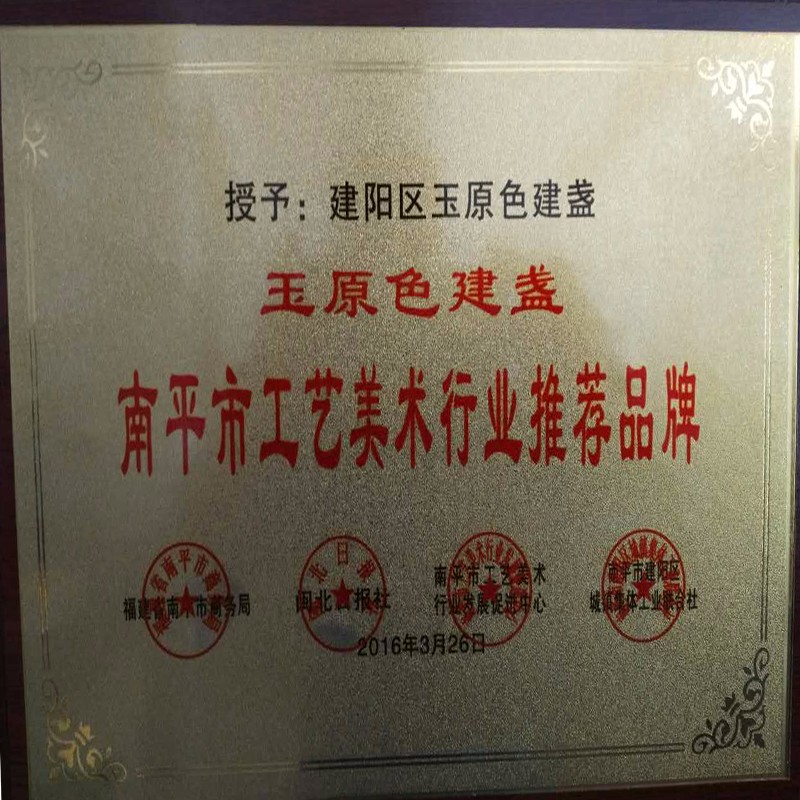 授予：建阳区玉原色建盏
玉原色建盏
南平市工艺美术行业推荐品牌
福建省南平市商务局
闽北日报社
南平市工艺美术
行业发展促进中心
南平市建阳区
城镇集体工业联合社
2016年3月26日